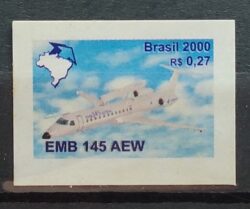 Brasil 2000
R$ 0,27
EMB 145 AEW